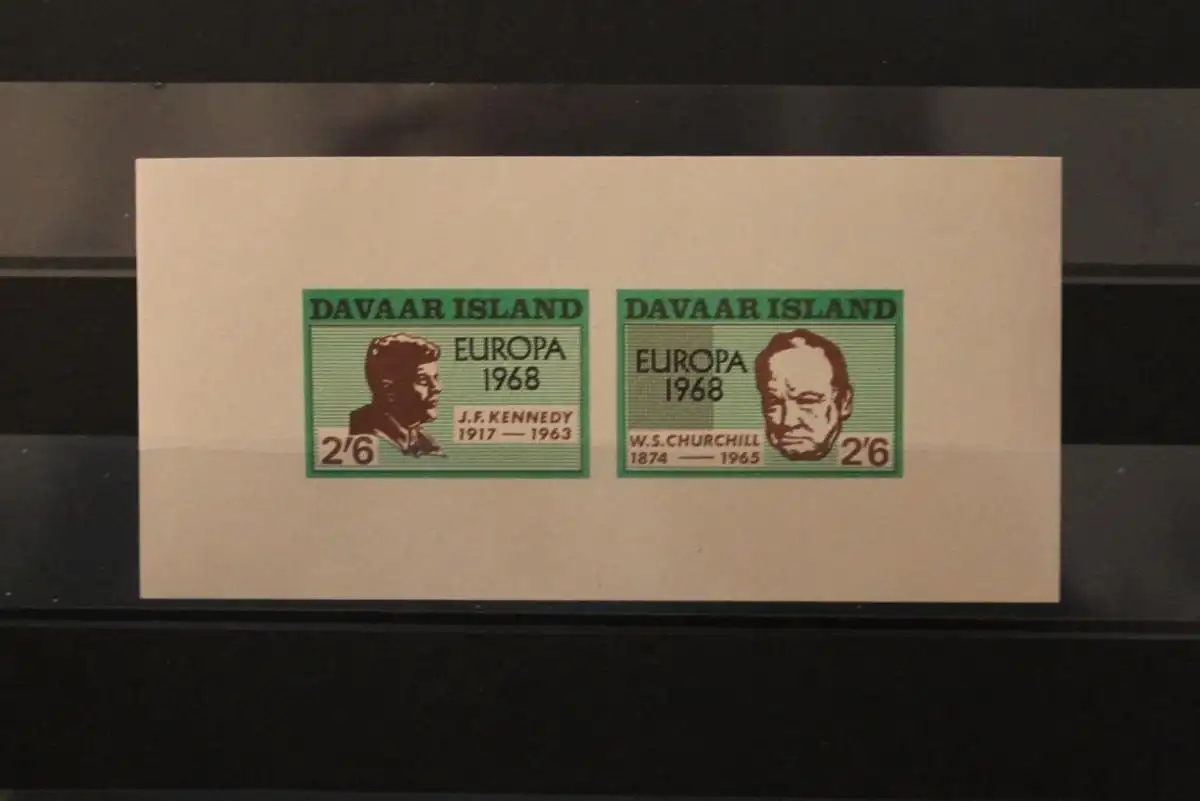 DAVAAR ISLAND
EUROPA
1968
J.F. KENNEDY
1917 — 1963
2'6
DAVAAR ISLAND
EUROPA
1968
W.S. CHURCHILL
1874 — 1965
2'6